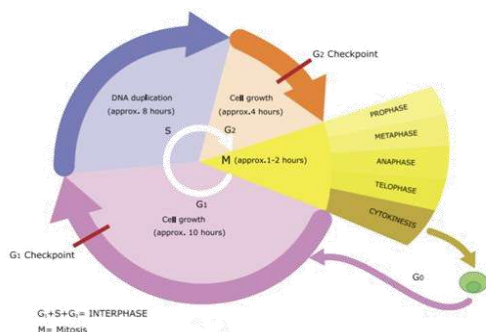 G2 Checkpoint
DNA duplication
(approx. 8 hours)
S
Cell growth
(approx.4 hours)
G2
PROPHASE
METAPHASE
ANAPHASE
TELOPHASE
CYTOKINESIS
M (approx.1-2 hours)
G1
Cell growth
(approx. 10 hours)
G1 Checkpoint
G0
G1+S+G1= INTERPHASE
M= Mitosis